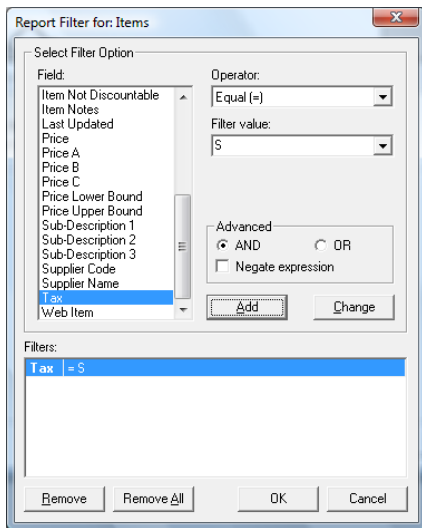 Report Filter for: Items
Select Filter Option
Field:
Item Not Discountable
Item Notes
Last Updated
Price
Price A
Price B
Price C
Price Lower Bound
Price Upper Bound
Sub-Description 1
Sub-Description 2
Sub-Description 3
Supplier Code
Supplier Name
Tax
Web Item
Operator:
Equal (=)
Filter value:
S
Advanced
AND OR
Negate expression
Add Change
Filters:
Tax = S
Remove Remove All OK Cancel